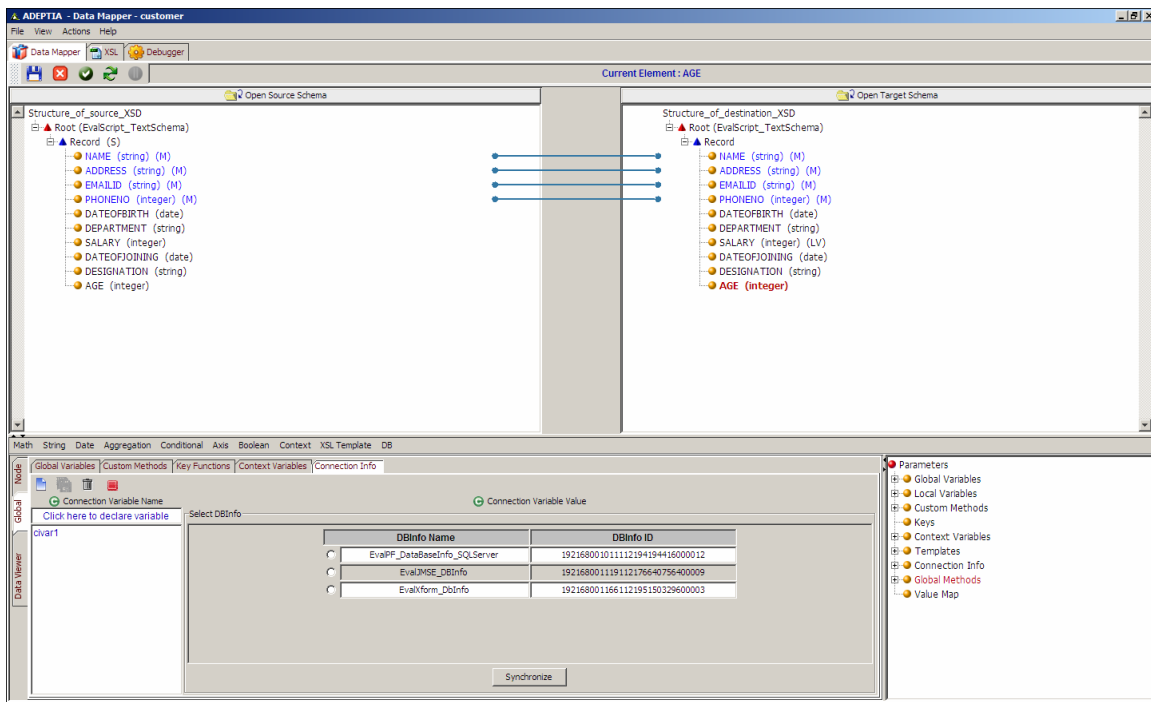 ADEPTIA - Data Mapper - customer
File View Actions Help
Data Mapper XSL Debugger
Current Element : AGE
Open Source Schema
Open Target Schema
Structure_of_source_XSD
Root (EvalScript_TextSchema)
Record (S)
NAME (string) (M)
ADDRESS (string) (M)
EMAILID (string) (M)
PHONENO (integer) (M)
DATEOFBIRTH (date)
DEPARTMENT (string)
SALARY (integer)
DATEOFJOINING (date)
DESIGNATION (string)
AGE (integer)
Structure_of_destination_XSD
Root (EvalScript_TextSchema)
Record
NAME (string) (M)
ADDRESS (string) (M)
EMAILID (string) (M)
PHONENO (integer) (M)
DATEOFBIRTH (date)
DEPARTMENT (string)
SALARY (integer) (LV)
DATEOFJOINING (date)
DESIGNATION (string)
AGE (integer)
Math String Date Aggregation Conditional Axis Boolean Context XSL Template DB
Node
Global
Data Viewer
Global Variables Custom Methods Key Functions Context Variables Connection Info
Connection Variable Name
Connection Variable Value
Click here to declare variable
civar1
Select DBInfo
DBInfo Name DBInfo ID
EvalPF_DataBaseInfo_SQLServer 192168001011112194194416000012
EvalJMSE_DBInfo 192168001119112176640756400009
EvalXform_DbInfo 192168001166112195150329600003
Synchronize
Parameters
Global Variables
Local Variables
Custom Methods
Keys
Context Variables
Templates
Connection Info
Global Methods
Value Map